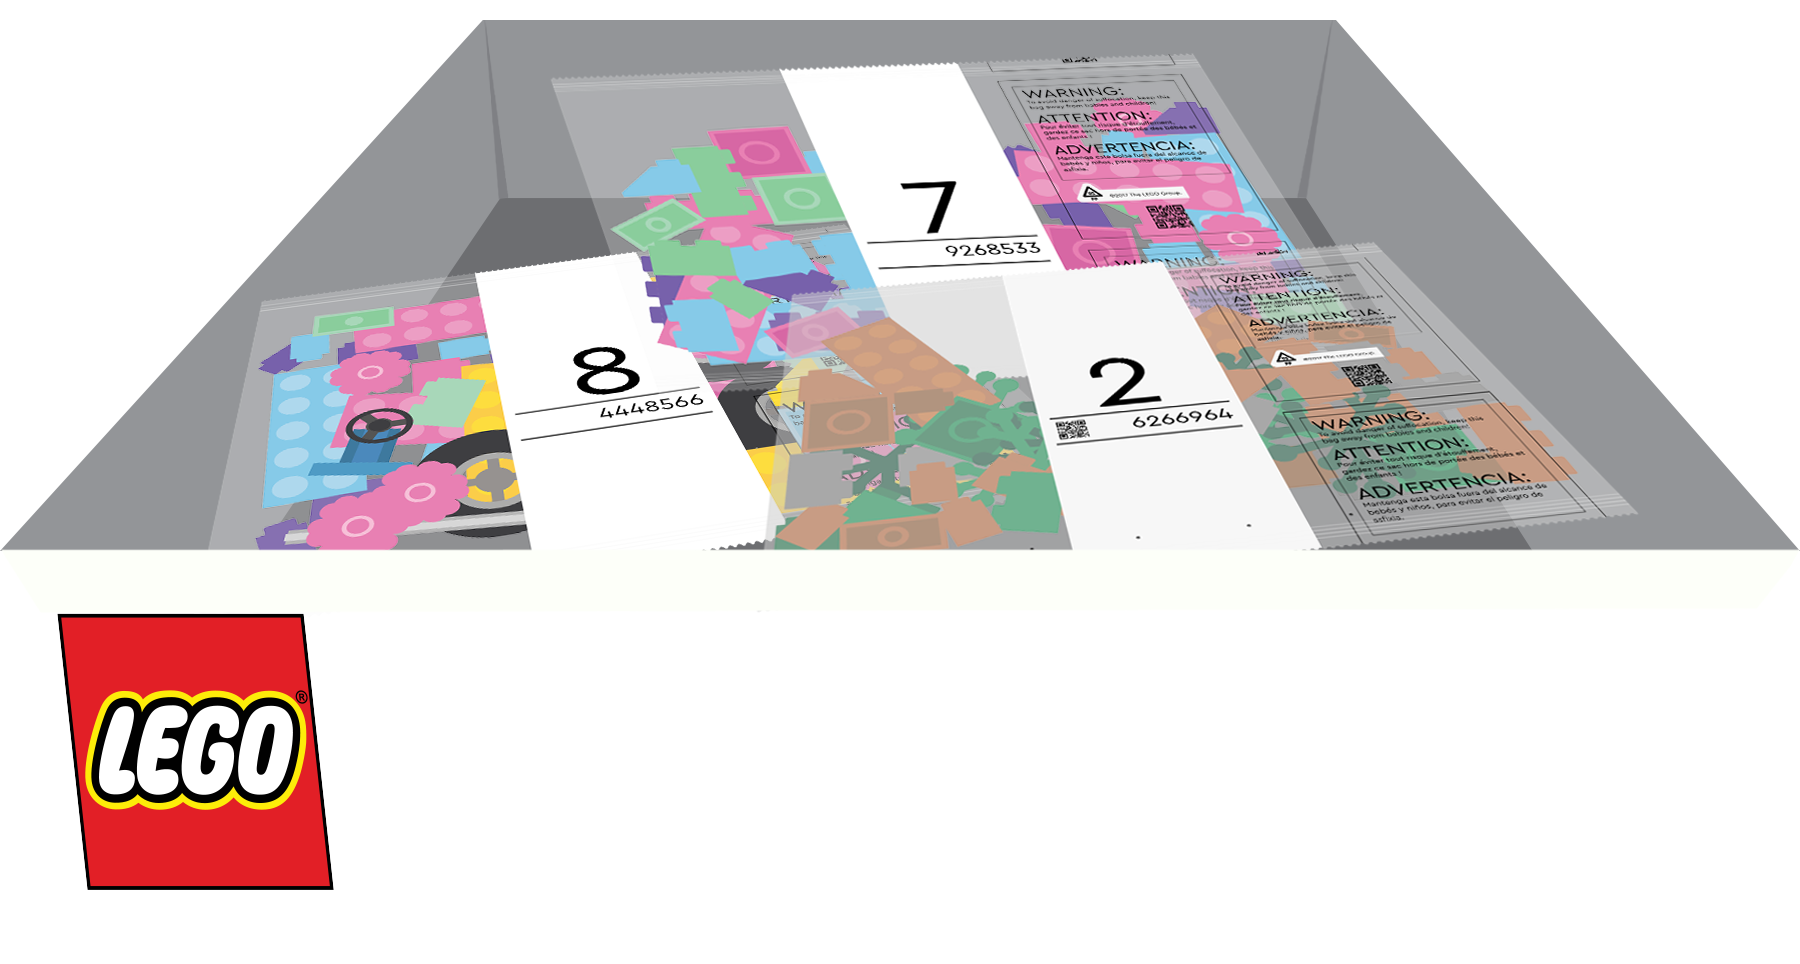 WARNING:
To avoid danger of suffocation, keep this
bag away from babies and children!
ATTENTION:
Pour éviter tout risque d'étouffement,
gardez ce sac hors de portée des bébés et
des enfants !
ADVERTENCIA:
Mantenga esta bolsa fuera del alcance de
bebés y niños, para evitar el peligro de
asfixia.
©2017 The LEGO Group.
7
9268533
WARNING:
ATTENTION:
ADVERTENCIA:
8
4448566
2
6266964
WARNING:
To avoid danger of suffocation, keep this
bag away from babies and children!
ATTENTION:
Pour éviter tout risque d'étouffement,
gardez ce sac hors de portée des bébés et
des enfants !
ADVERTENCIA:
Mantenga esta bolsa fuera del alcance de
bebés y niños, para evitar el peligro de
asfixia.
LEGO®